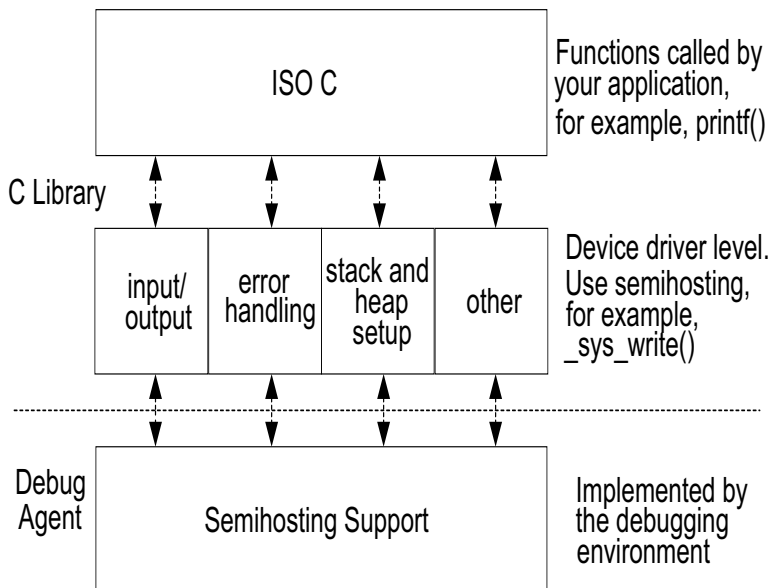 ISO C
Functions called by
your application,
for example, printf()
C Library
input/
output
error
handling
stack and
heap
setup
other
Device driver level.
Use semihosting,
for example,
_sys_write()
Debug
Agent
Semihosting Support
Implemented by
the debugging
environment